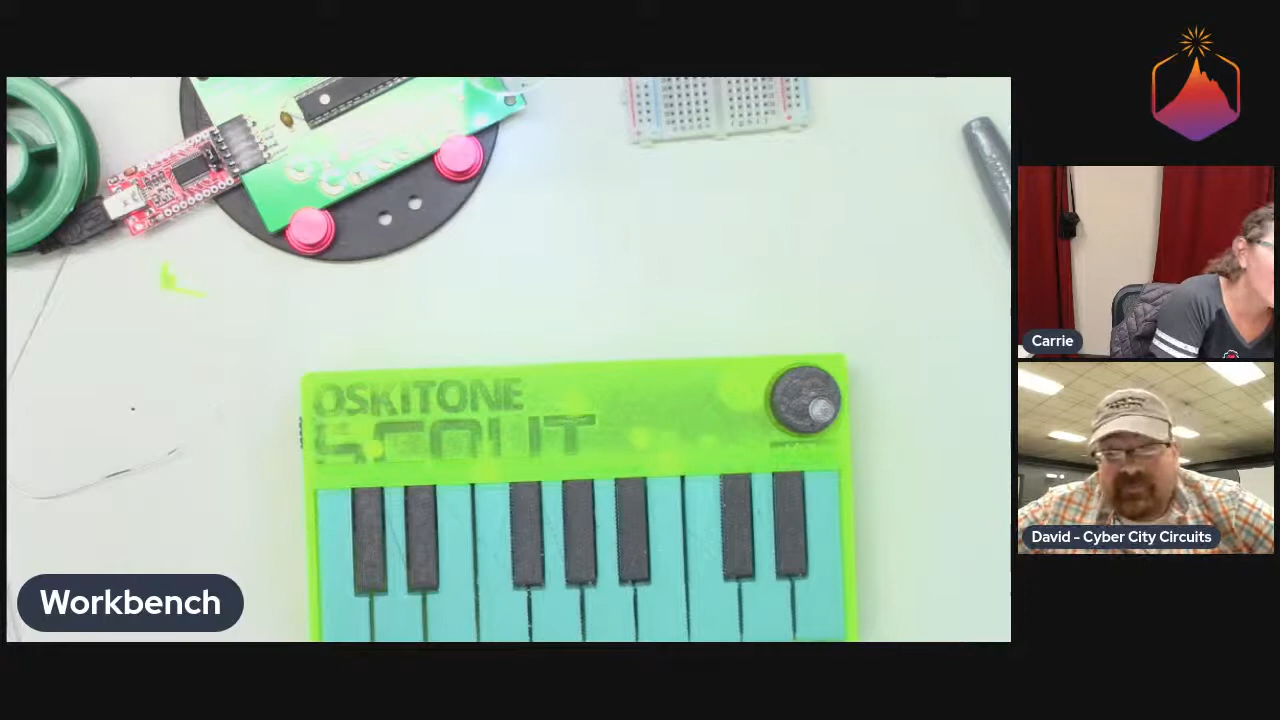 OSKITONE
SCOUT
Workbench
Carrie
David - Cyber City Circuits